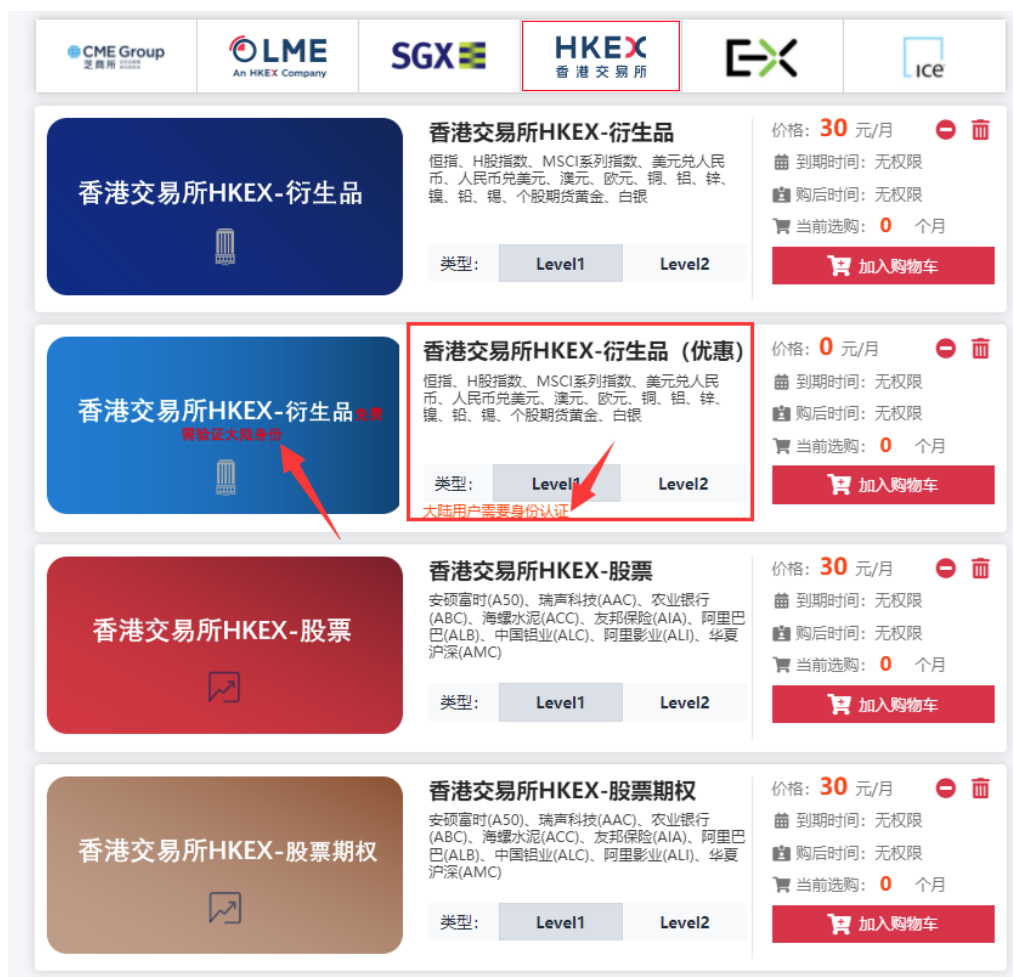 CME Group
芝商所
LME
An HKEX Company
SGX
HKEX
香港交易所
EX
ICE
香港交易所HKEX-衍生品
香港交易所HKEX-衍生品
恒指、H股指数、MSCI系列指数、美元兑人民
币、人民币兑美元、澳元、欧元、铜、铝、锌、
镍、铅、锡、个股期货黄金、白银
类型: Level1 Level2
价格: 30 元/月
到期时间: 无权限
购后时间: 无权限
当前选购: 0 个月
加入购物车
香港交易所HKEX-衍生品免费
需验证大陆身份
香港交易所HKEX-衍生品（优惠）
恒指、H股指数、MSCI系列指数、美元兑人民
币、人民币兑美元、澳元、欧元、铜、铝、锌、
镍、铅、锡、个股期货黄金、白银
类型: Level1 Level2
大陆用户需要身份认证
价格: 0 元/月
到期时间: 无权限
购后时间: 无权限
当前选购: 0 个月
加入购物车
香港交易所HKEX-股票
香港交易所HKEX-股票
安硕富时(A50)、瑞声科技(AAC)、农业银行
(ABC)、海螺水泥(ACC)、友邦保险(AIA)、阿里巴
巴(ALB)、中国铝业(ALC)、阿里影业(ALI)、华夏
沪深(AMC)
类型: Level1 Level2
价格: 30 元/月
到期时间: 无权限
购后时间: 无权限
当前选购: 0 个月
加入购物车
香港交易所HKEX-股票期权
香港交易所HKEX-股票期权
安硕富时(A50)、瑞声科技(AAC)、农业银行
(ABC)、海螺水泥(ACC)、友邦保险(AIA)、阿里巴
巴(ALB)、中国铝业(ALC)、阿里影业(ALI)、华夏
沪深(AMC)
类型: Level1 Level2
价格: 30 元/月
到期时间: 无权限
购后时间: 无权限
当前选购: 0 个月
加入购物车